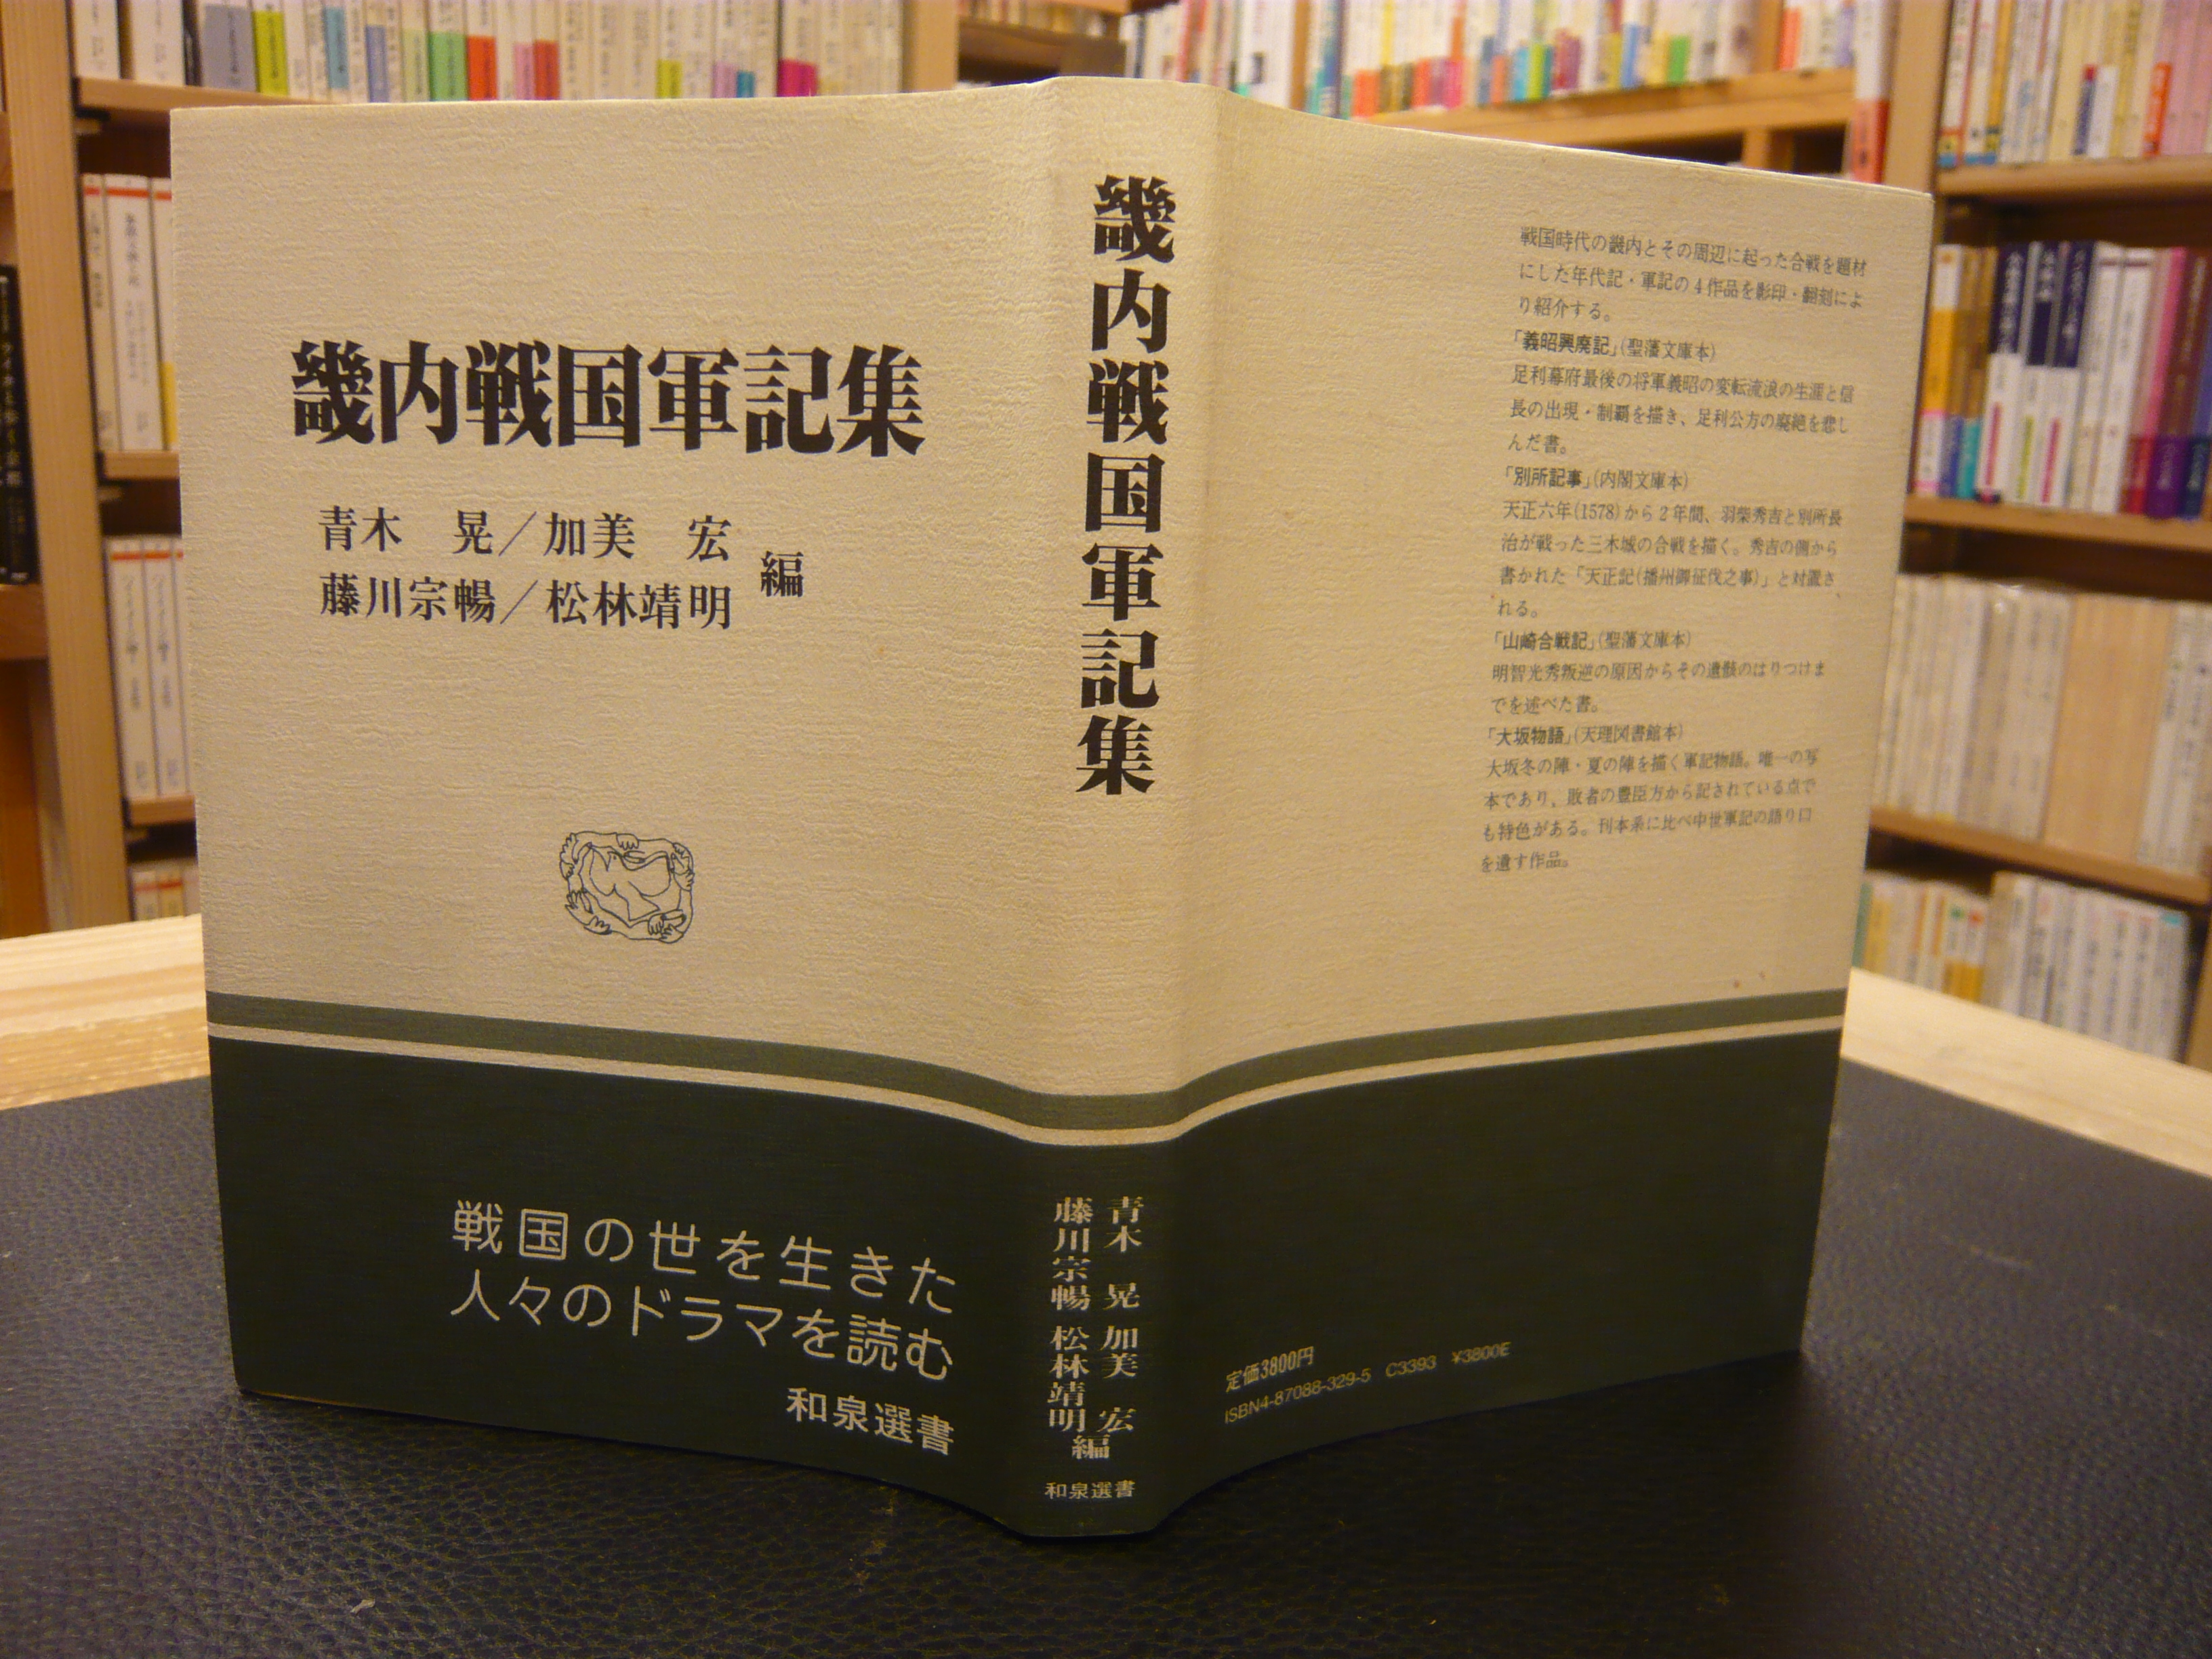 畿内戦国軍記集
青木 晃／加美 宏
藤川宗暢／松林靖明
編
戦国の世を生きた
人々のドラマを読む
和泉選書
畿内戦国軍記集
青木 晃 加美 宏
藤川宗暢 松林靖明
編
和泉選書
戦国時代の畿内とその周辺に起った合戦を題材
にした年代記・軍記の4作品を影印・翻刻によ
り紹介する。
「義昭興廃記」(聖藩文庫本)
足利幕府最後の将軍義昭の変転流浪の生涯と信
長の出現・制覇を描き、足利公方の廃絶を悲し
んだ書。
「別所記事」(内閣文庫本)
天正六年(1578)から2年間、羽柴秀吉と別所長
治が戦った三木城の合戦を描く。秀吉の側から
書かれた「天正記(播州御征伐之事)」と対置さ
れる。
「山崎合戦記」(聖藩文庫本)
明智光秀叛逆の原因からその遺骸のはりつけま
でを述べた書。
「大坂物語」(天理図書館本)
大坂冬の陣・夏の陣を描く軍記物語。唯一の写
本であり、敗者の豊臣方から記されている点で
も特色がある。刊本系に比べ中世軍記の語り口
を遺す作品。
定価3800円
ISBN4-87088-329-5 C3393 ¥3800E